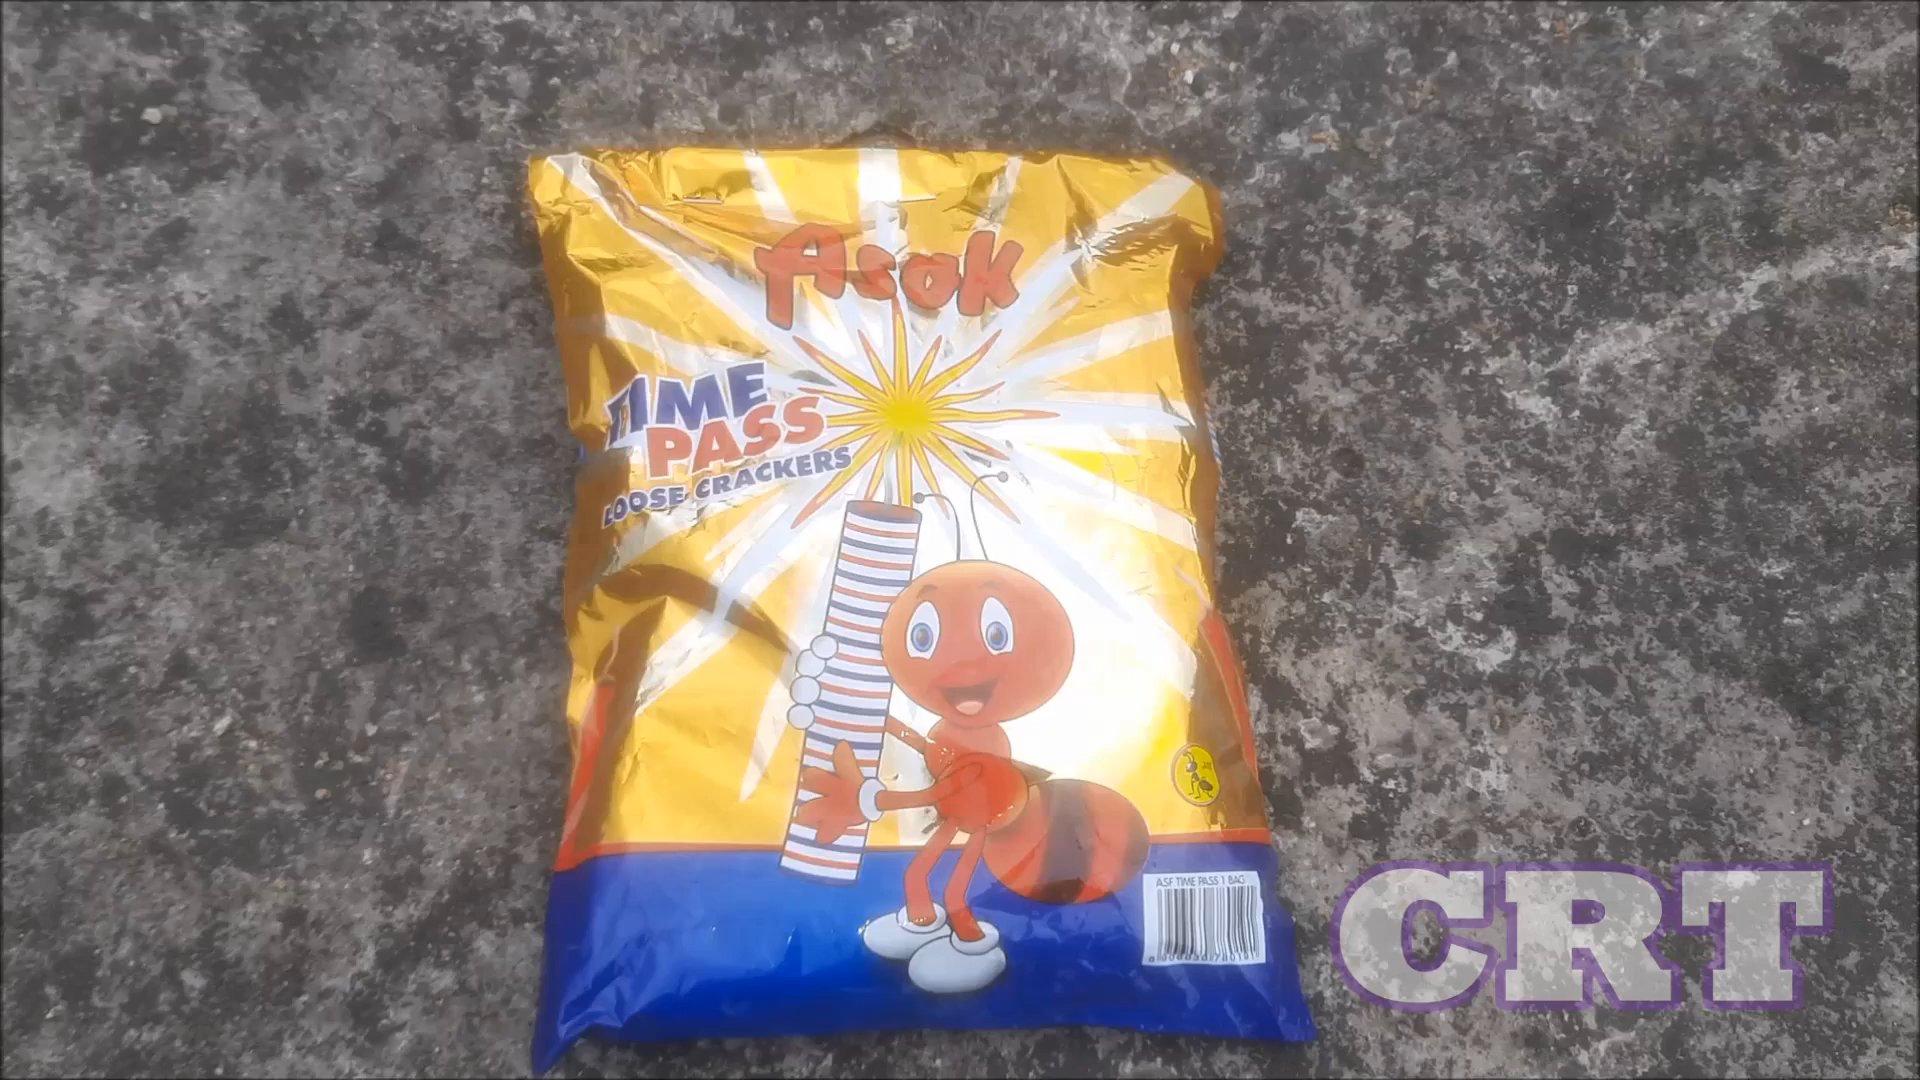 Asok
TIME
PASS
LOOSE CRACKERS
ASF TIME PASS 1 BAG
CRT